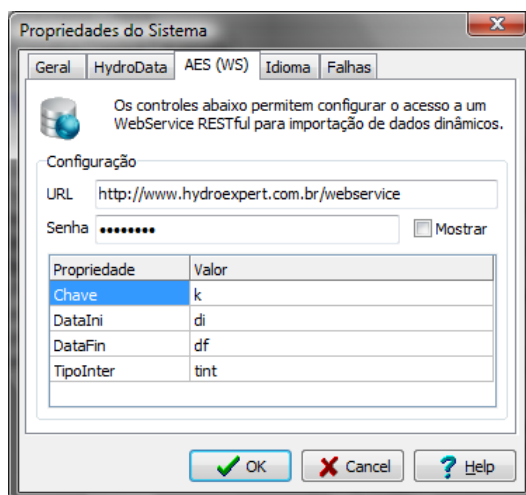 Propriedades do Sistema
Geral HydroData AES (WS) Idioma Falhas
Os controles abaixo permitem configurar o acesso a um
WebService RESTful para importação de dados dinâmicos.
Configuração
URL http://www.hydroexpert.com.br/webservice
Senha •••••••• Mostrar
Propriedade Valor
Chave k
DataIni di
DataFin df
TipoInter tint
OK Cancel Help